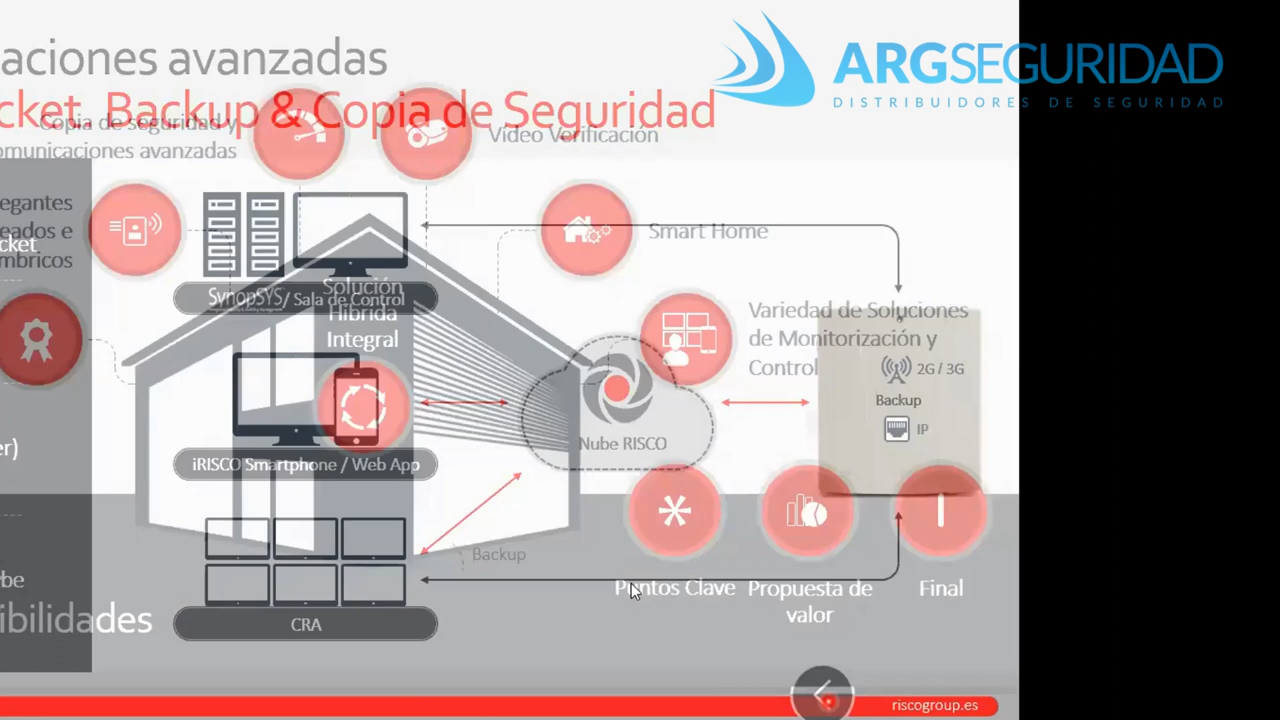 aciones avanzadas
cket, Backup & Copia de Seguridad
ARGSEGURIDAD
DISTRIBUIDORES DE SEGURIDAD
Copia de seguridad y
omunicaciones avanzadas
Vídeo Verificación
egantes
eados e
mbricos
cket
Smart Home
SynopSYS / Sala de Control
Solución
Híbrida
Integral
Variedad de Soluciones
de Monitorización y
Control
2G / 3G
Backup
IP
Nube RISCO
er)
iRISCO Smartphone / Web App
Backup
be
ibilidades
CRA
Puntos Clave
Propuesta de
valor
Final
riscogroup.es